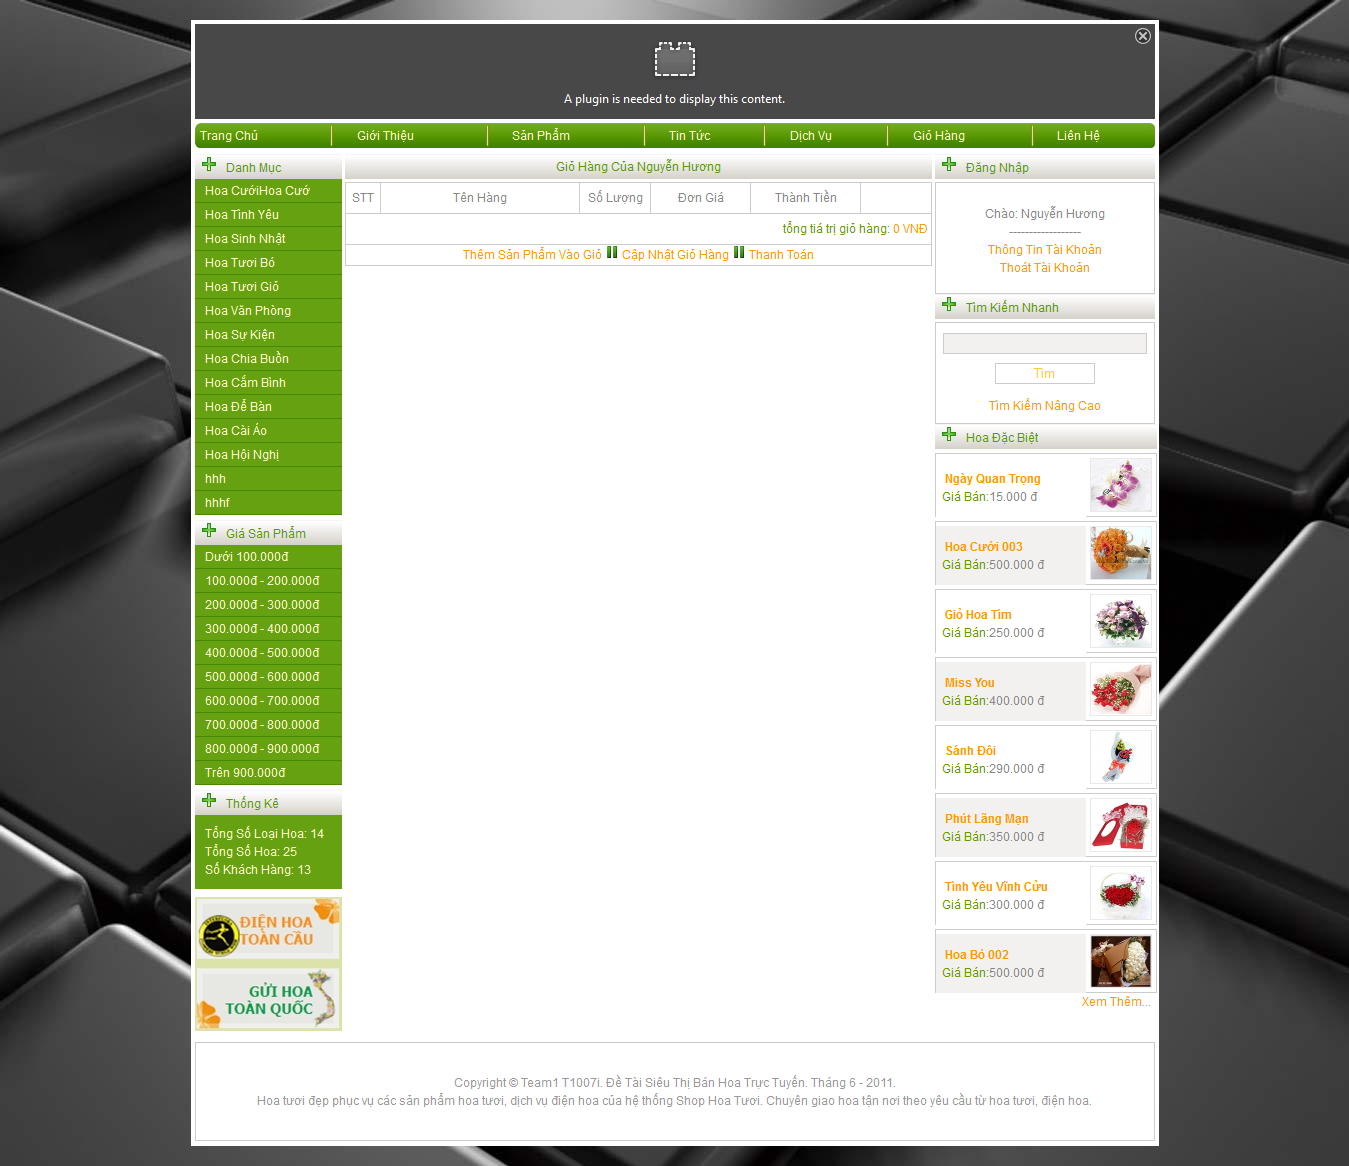 A plugin is needed to display this content.
Trang Chủ Giới Thiệu Sản Phẩm Tin Tức Dịch Vụ Giỏ Hàng Liên Hệ
Danh Mục
Hoa CướiHoa Cướ
Hoa Tình Yêu
Hoa Sinh Nhật
Hoa Tươi Bó
Hoa Tươi Giỏ
Hoa Văn Phòng
Hoa Sự Kiện
Hoa Chia Buồn
Hoa Cắm Bình
Hoa Để Bàn
Hoa Cài Áo
Hoa Hội Nghị
hhh
hhhf
Giá Sản Phẩm
Dưới 100.000đ
100.000đ - 200.000đ
200.000đ - 300.000đ
300.000đ - 400.000đ
400.000đ - 500.000đ
500.000đ - 600.000đ
600.000đ - 700.000đ
700.000đ - 800.000đ
800.000đ - 900.000đ
Trên 900.000đ
Thống Kê
Tổng Số Loại Hoa: 14
Tổng Số Hoa: 25
Số Khách Hàng: 13
ĐIỆN HOA
TOÀN CẦU
GỬI HOA
TOÀN QUỐC
Giỏ Hàng Của Nguyễn Hương
STT Tên Hàng Số Lượng Đơn Giá Thành Tiền
tổng tiá trị giỏ hàng: 0 VNĐ
Thêm Sản Phẩm Vào Giỏ Cập Nhật Giỏ Hàng Thanh Toán
Đăng Nhập
Chào: Nguyễn Hương
------------------
Thông Tin Tài Khoản
Thoát Tài Khoản
Tìm Kiếm Nhanh
Tìm
Tìm Kiếm Nâng Cao
Hoa Đặc Biệt
Ngày Quan Trọng
Giá Bán:15.000 đ
Hoa Cưới 003
Giá Bán:500.000 đ
Giỏ Hoa Tím
Giá Bán:250.000 đ
Miss You
Giá Bán:400.000 đ
Sánh Đôi
Giá Bán:290.000 đ
Phút Lãng Mạn
Giá Bán:350.000 đ
Tình Yêu Vĩnh Cửu
Giá Bán:300.000 đ
Hoa Bó 002
Giá Bán:500.000 đ
Xem Thêm...
Copyright © Team1 T1007i. Đề Tài Siêu Thị Bán Hoa Trực Tuyến. Tháng 6 - 2011.
Hoa tươi đẹp phục vụ các sản phẩm hoa tươi, dịch vụ điện hoa của hệ thống Shop Hoa Tươi. Chuyên giao hoa tận nơi theo yêu cầu từ hoa tươi, điện hoa.